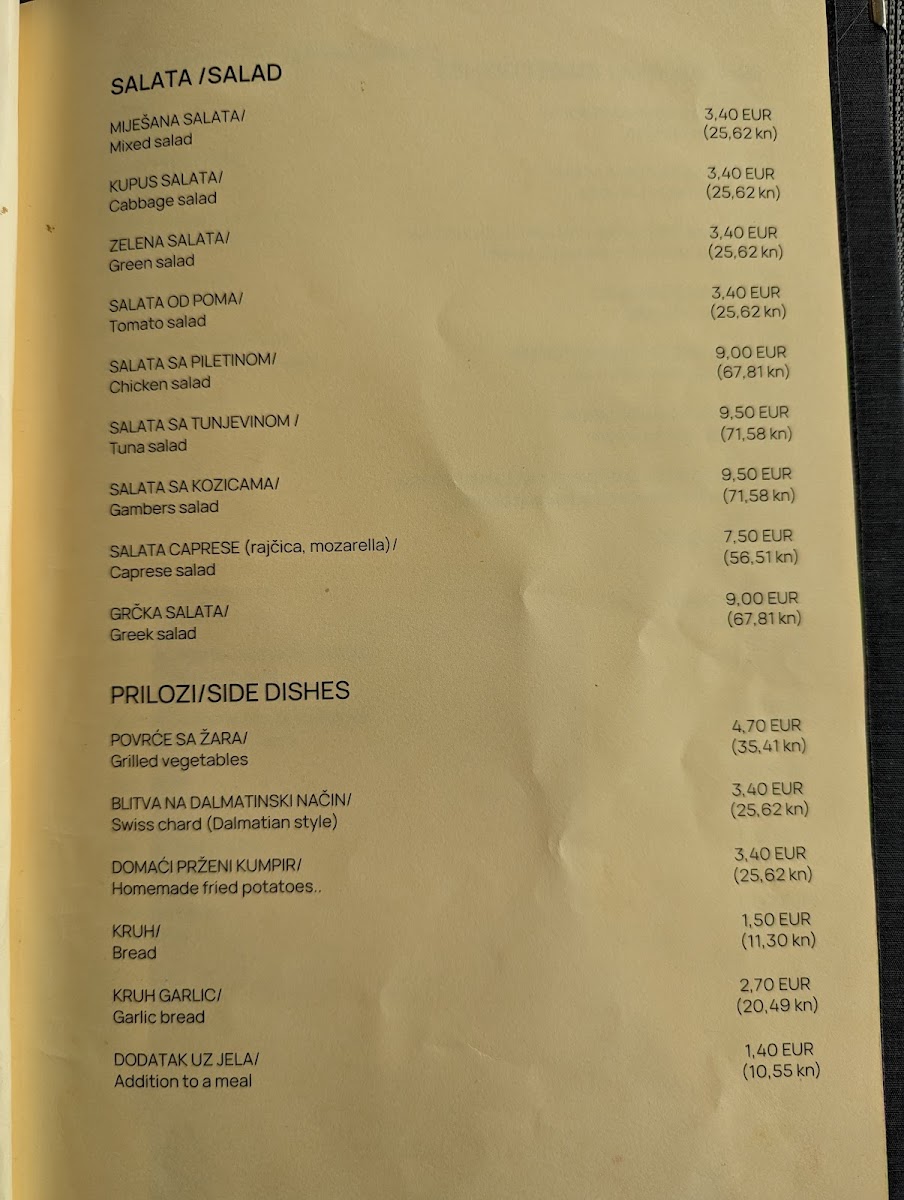 SALATA /SALAD
MIJEŠANA SALATA/ 3,40 EUR
Mixed salad (25,62 kn)
KUPUS SALATA/ 3,40 EUR
Cabbage salad (25,62 kn)
ZELENA SALATA/ 3,40 EUR
Green salad (25,62 kn)
SALATA OD POMA/ 3,40 EUR
Tomato salad (25,62 kn)
SALATA SA PILETINOM/ 9,00 EUR
Chicken salad (67,81 kn)
SALATA SA TUNJEVINOM / 9,50 EUR
Tuna salad (71,58 kn)
SALATA SA KOZICAMA/ 9,50 EUR
Gambers salad (71,58 kn)
SALATA CAPRESE (rajčica, mozarella)/ 7,50 EUR
Caprese salad (56,51 kn)
GRČKA SALATA/ 9,00 EUR
Greek salad (67,81 kn)
PRILOZI/SIDE DISHES
POVRĆE SA ŽARA/ 4,70 EUR
Grilled vegetables (35,41 kn)
BLITVA NA DALMATINSKI NAČIN/ 3,40 EUR
Swiss chard (Dalmatian style) (25,62 kn)
DOMAĆI PRŽENI KUMPIR/ 3,40 EUR
Homemade fried potatoes.. (25,62 kn)
KRUH/ 1,50 EUR
Bread (11,30 kn)
KRUH GARLIC/ 2,70 EUR
Garlic bread (20,49 kn)
DODATAK UZ JELA/ 1,40 EUR
Addition to a meal (10,55 kn)